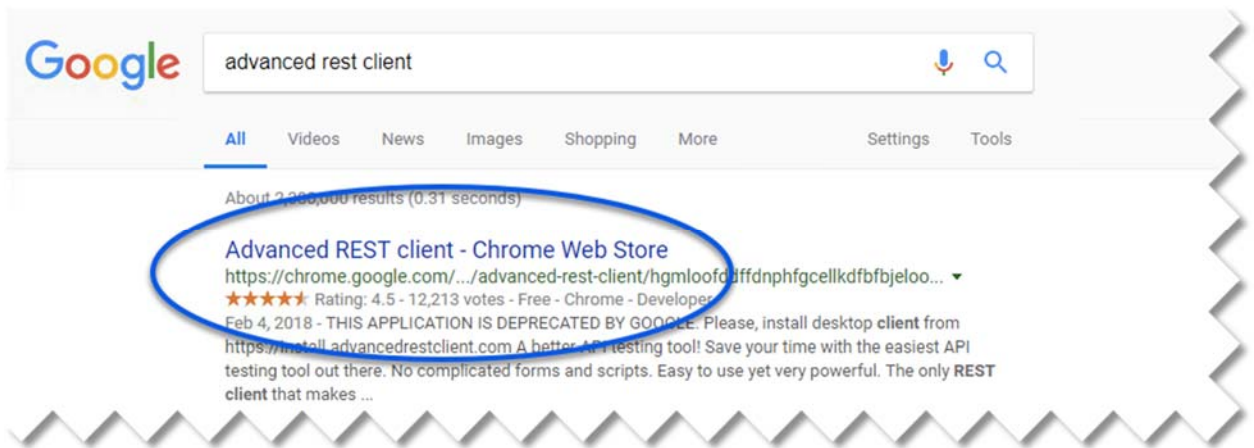 Google
advanced rest client
All Videos News Images Shopping More Settings Tools
About 2,380,000 results (0.31 seconds)
Advanced REST client - Chrome Web Store
https://chrome.google.com/.../advanced-rest-client/hgmloofddffdnphfgcellkdfbfbjeloo...
Rating: 4.5 - 12,213 votes - Free - Chrome - Developer
Feb 4, 2018 - THIS APPLICATION IS DEPRECATED BY GOOGLE. Please, install desktop client from
https://install.advancedrestclient.com A better API testing tool! Save your time with the easiest API
testing tool out there. No complicated forms and scripts. Easy to use yet very powerful. The only REST
client that makes ...